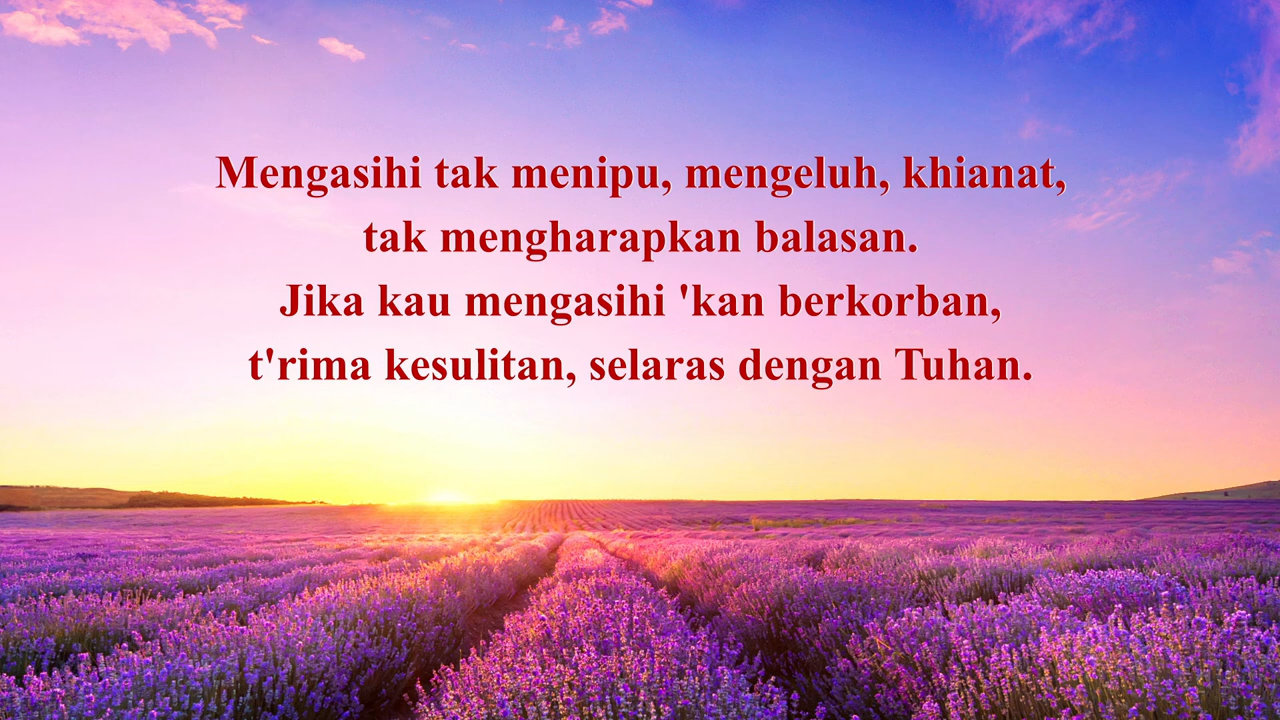 Mengasihi tak menipu, mengeluh, khianat,
tak mengharapkan balasan.
Jika kau mengasihi 'kan berkorban,
t'rima kesulitan, selaras dengan Tuhan.